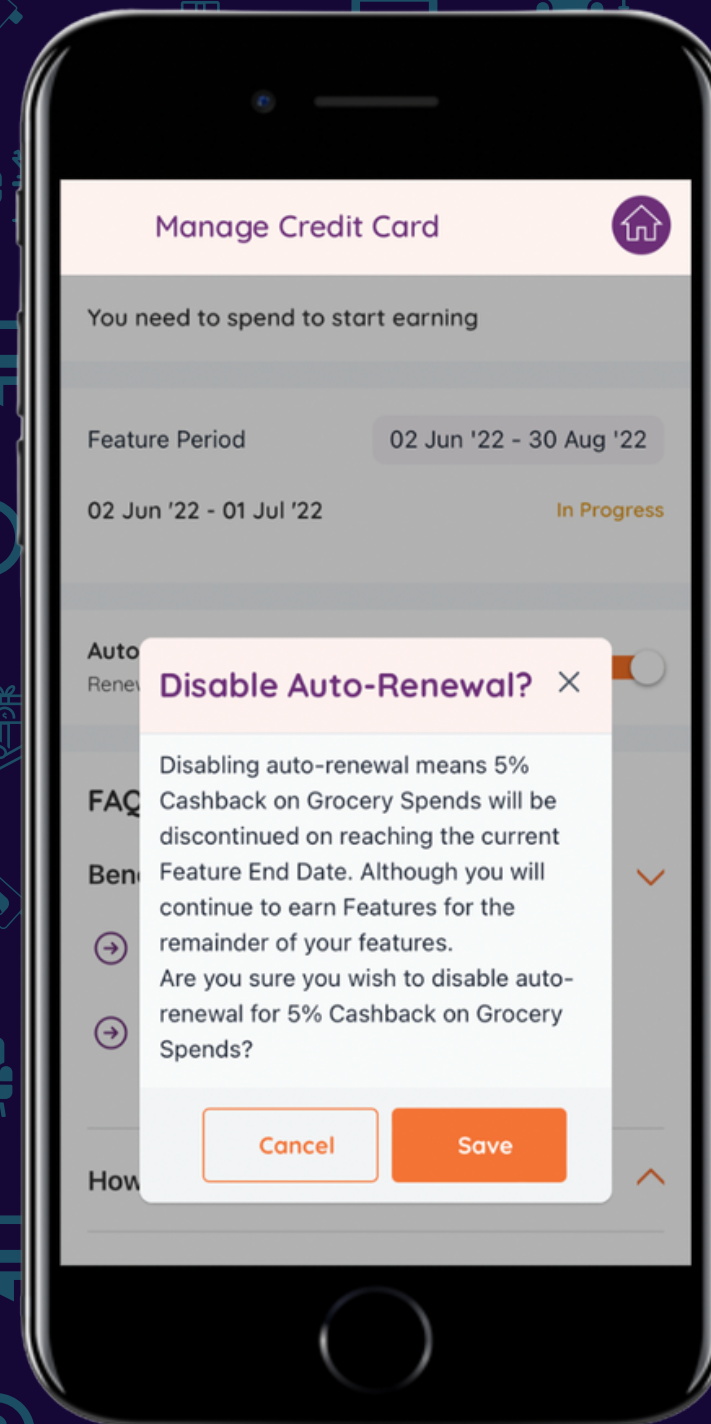 Manage Credit Card
You need to spend to start earning
Feature Period
02 Jun '22 - 30 Aug '22
02 Jun '22 - 01 Jul '22
In Progress
Auto
Disable Auto-Renewal?
Disabling auto-renewal means 5%
Cashback on Grocery Spends will be
discontinued on reaching the current
Feature End Date. Although you will
continue to earn Features for the
remainder of your features.
Are you sure you wish to disable auto-
renewal for 5% Cashback on Grocery
Spends?
Cancel
Save
FAQ
How